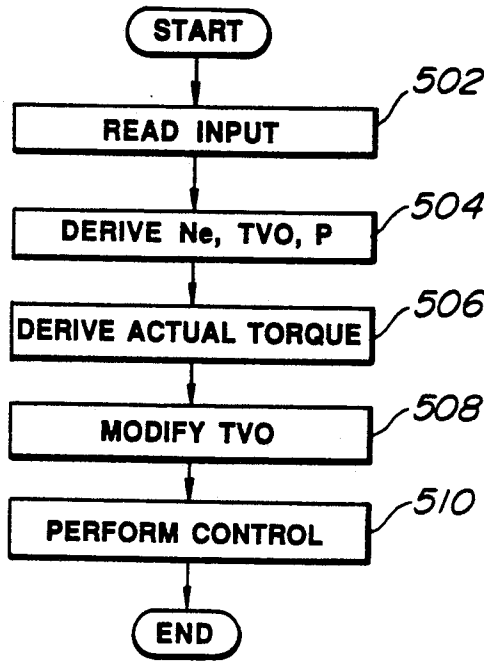 START
502
READ INPUT
504
DERIVE Ne, TVO, P
506
DERIVE ACTUAL TORQUE
508
MODIFY TVO
510
PERFORM CONTROL
END